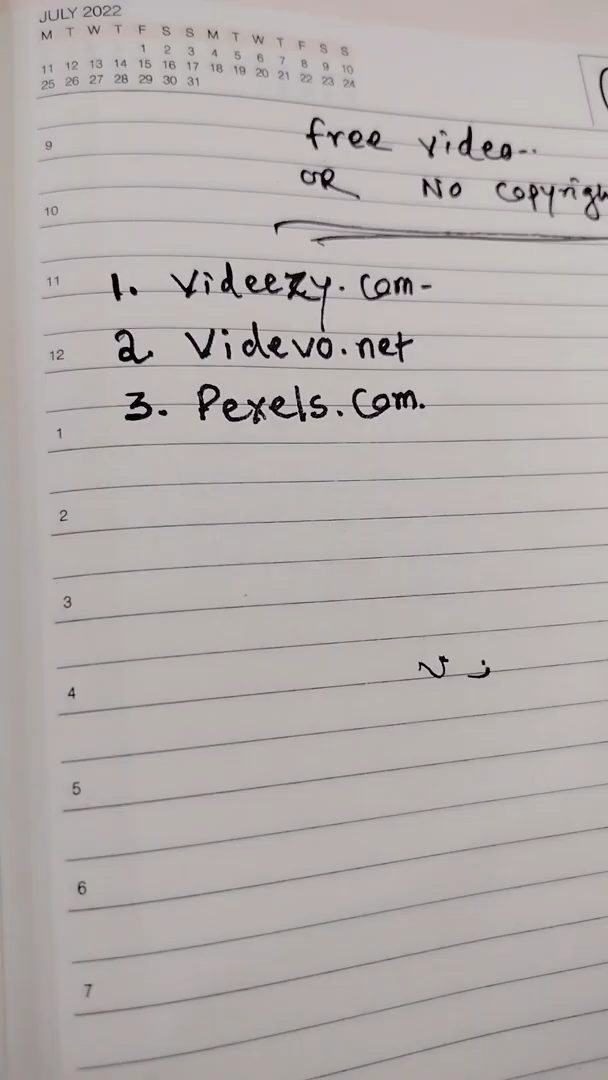 JULY 2022
M T W T F S S M T W T F S S
1 2 3 4 5 6 7 8 9 10
11 12 13 14 15 16 17 18 19 20 21 22 23 24
25 26 27 28 29 30 31
free video..
OR No copyrigh
9
10
11
1. Videezy.com-
12
2. Videvo.net
3. Pexels.com.
1
2
3
4
5
6
7